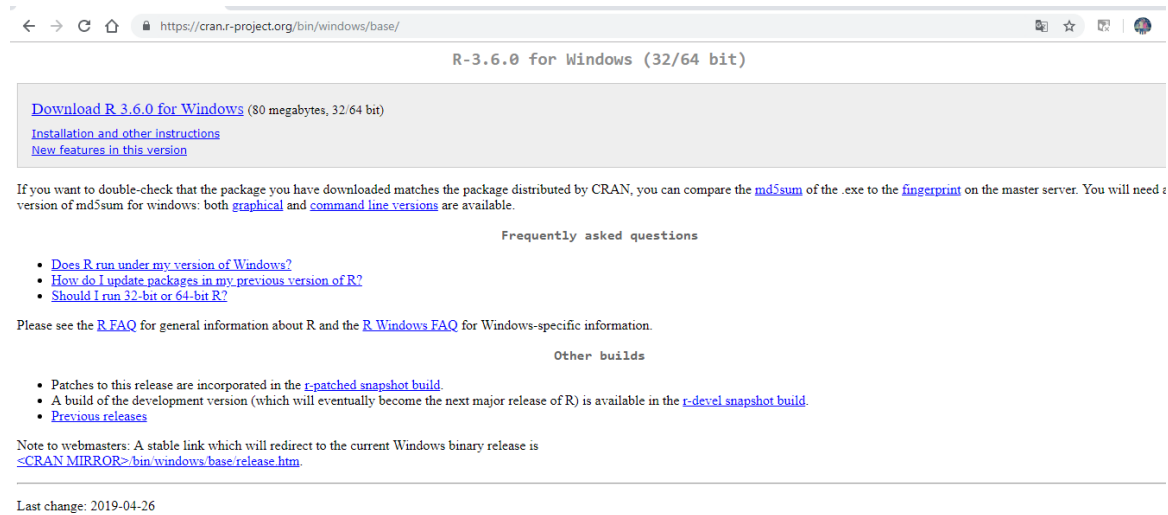 https://cran.r-project.org/bin/windows/base/
R-3.6.0 for Windows (32/64 bit)
Download R 3.6.0 for Windows (80 megabytes, 32/64 bit)
Installation and other instructions
New features in this version
If you want to double-check that the package you have downloaded matches the package distributed by CRAN, you can compare the md5sum of the .exe to the fingerprint on the master server. You will need a
version of md5sum for windows: both graphical and command line versions are available.
Frequently asked questions
• Does R run under my version of Windows?
• How do I update packages in my previous version of R?
• Should I run 32-bit or 64-bit R?
Please see the R FAQ for general information about R and the R Windows FAQ for Windows-specific information.
Other builds
• Patches to this release are incorporated in the r-patched snapshot build.
• A build of the development version (which will eventually become the next major release of R) is available in the r-devel snapshot build.
• Previous releases
Note to webmasters: A stable link which will redirect to the current Windows binary release is
<CRAN MIRROR>/bin/windows/base/release.htm.
Last change: 2019-04-26